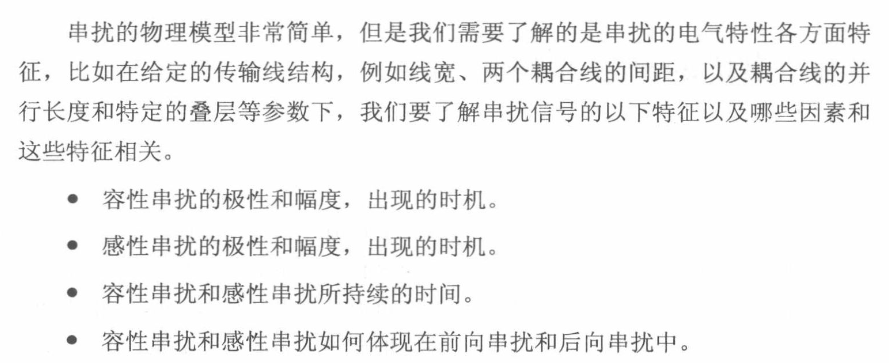 串扰的物理模型非常简单，但是我们需要了解的是串扰的电气特性各方面特
征，比如在给定的传输线结构，例如线宽、两个耦合线的间距，以及耦合线的并
行长度和特定的叠层等参数下，我们要了解串扰信号的以下特征以及哪些因素和
这些特征相关。
● 容性串扰的极性和幅度，出现的时机。
● 感性串扰的极性和幅度，出现的时机。
● 容性串扰和感性串扰所持续的时间。
● 容性串扰和感性串扰如何体现在前向串扰和后向串扰中。